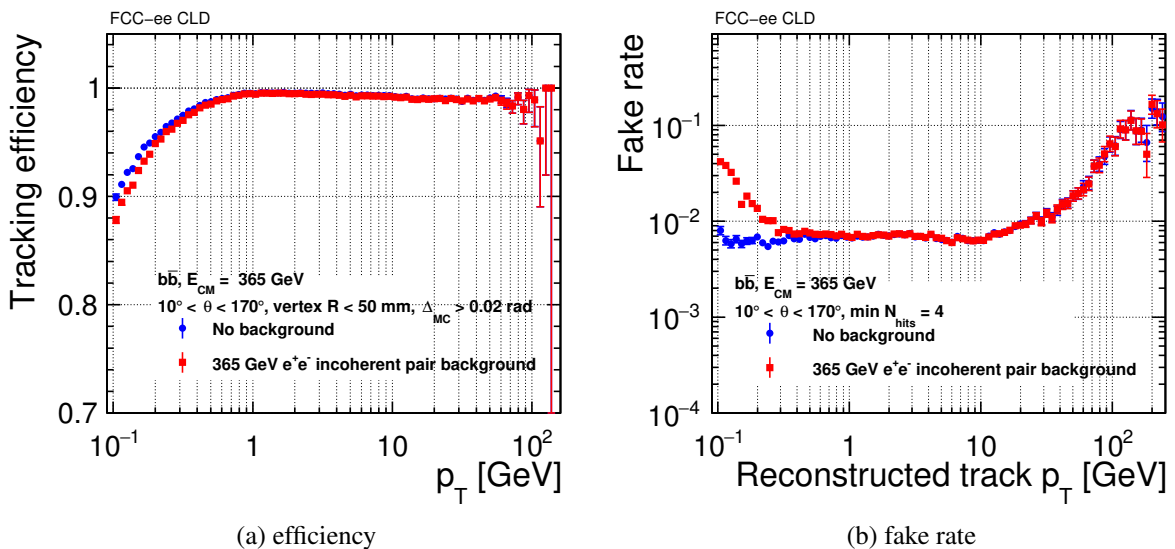 FCC-ee CLD
Tracking efficiency
1
0.9
0.8
0.7
bb̅, E_CM = 365 GeV
10° < θ < 170°, vertex R < 50 mm, Δ_MC > 0.02 rad
No background
365 GeV e⁺e⁻ incoherent pair background
10⁻¹ 1 10 10²
p_T [GeV]
(a) efficiency
FCC-ee CLD
Fake rate
10⁻¹
10⁻²
10⁻³
10⁻⁴
bb̅, E_CM = 365 GeV
10° < θ < 170°, min N_hits = 4
No background
365 GeV e⁺e⁻ incoherent pair background
10⁻¹ 1 10 10²
Reconstructed track p_T [GeV]
(b) fake rate